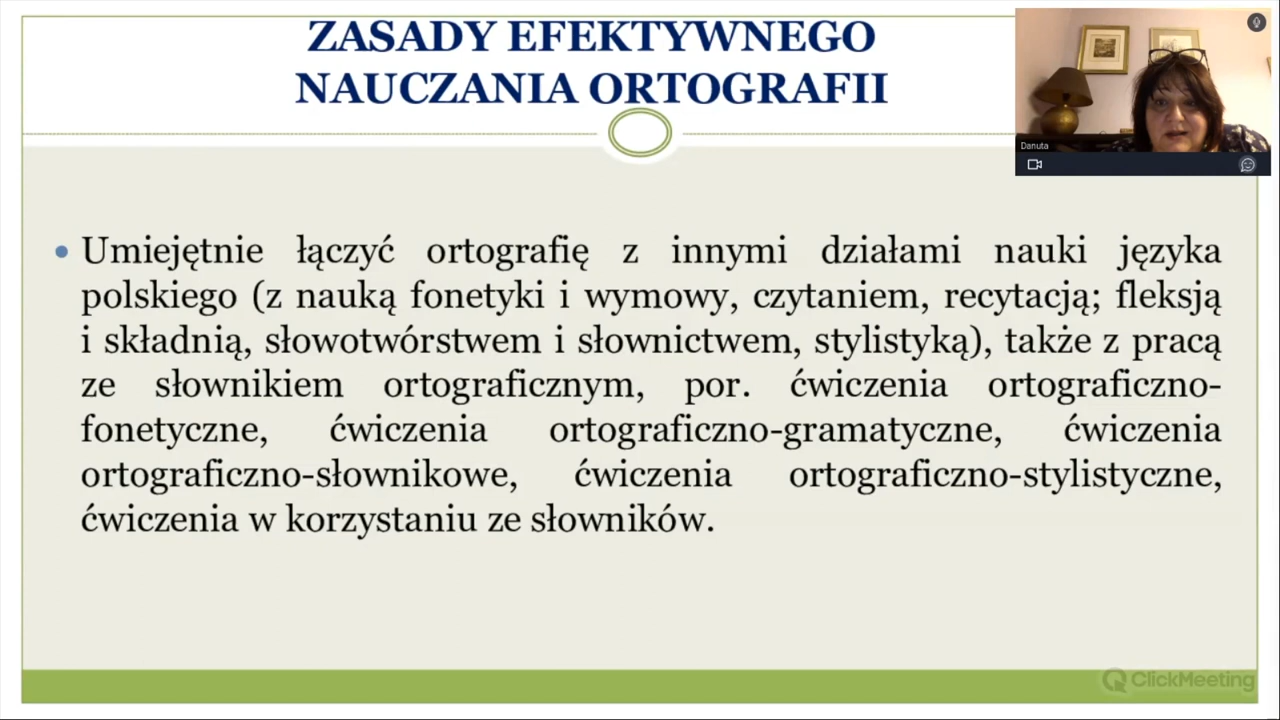 ZASADY EFEKTYWNEGO
NAUCZANIA ORTOGRAFII
Danuta
• Umiejętnie łączyć ortografię z innymi działami nauki języka
polskiego (z nauką fonetyki i wymowy, czytaniem, recytacją; fleksją
i składnią, słowotwórstwem i słownictwem, stylistyką), także z pracą
ze słownikiem ortograficznym, por. ćwiczenia ortograficzno-
fonetyczne, ćwiczenia ortograficzno-gramatyczne, ćwiczenia
ortograficzno-słownikowe, ćwiczenia ortograficzno-stylistyczne,
ćwiczenia w korzystaniu ze słowników.
ClickMeeting